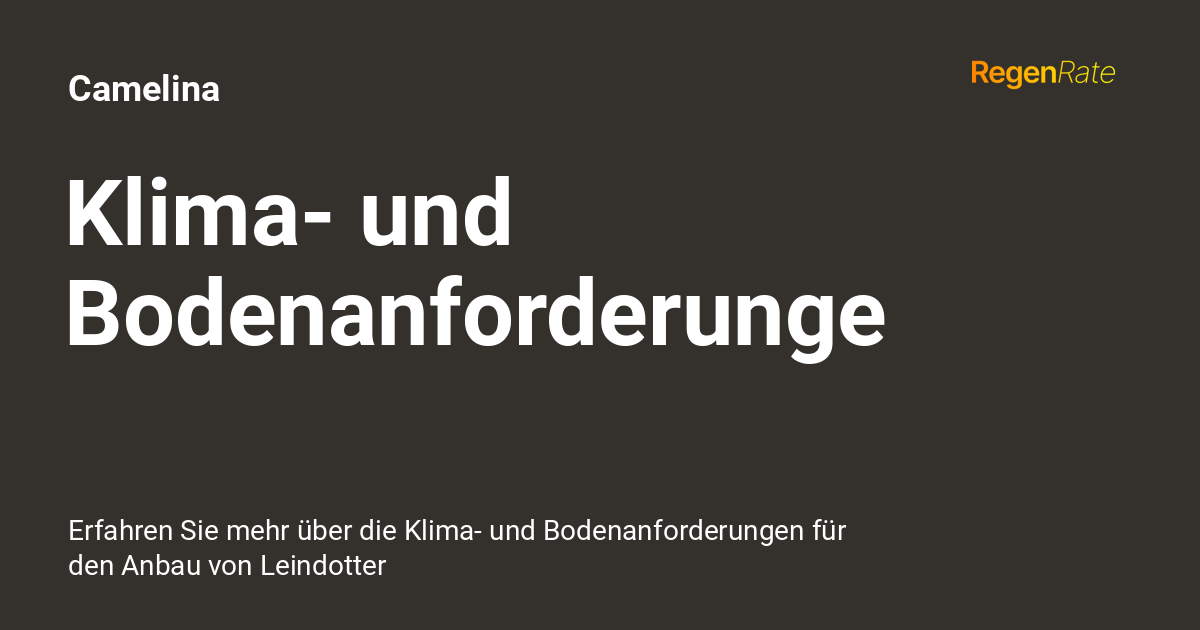 Camelina
RegenRate
Klima- und
Bodenanforderunge
Erfahren Sie mehr über die Klima- und Bodenanforderungen für
den Anbau von Leindotter